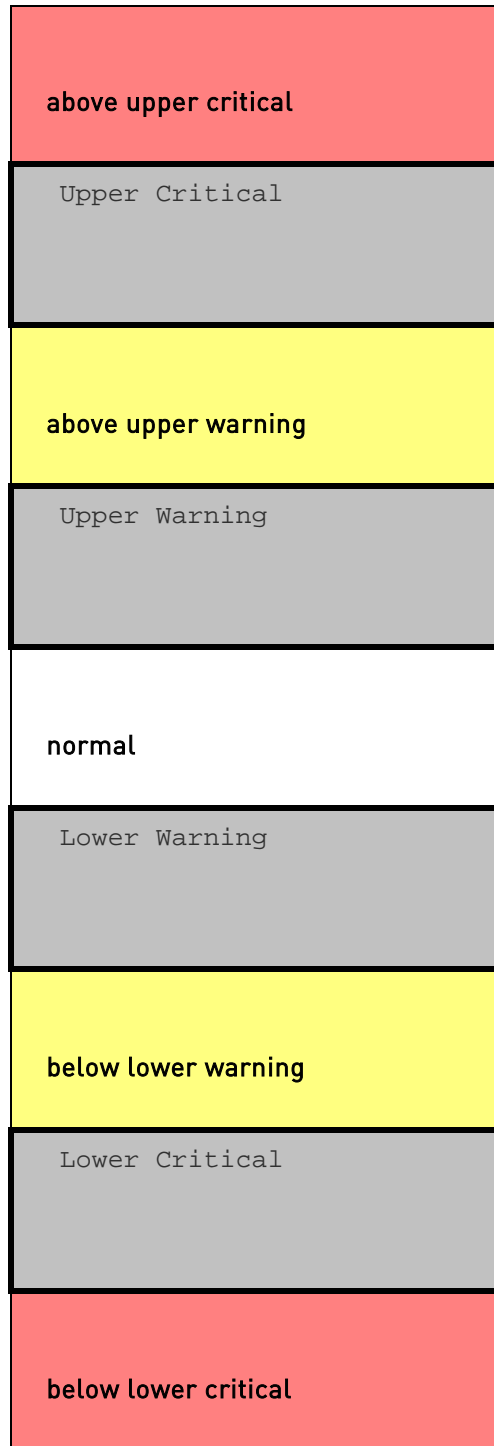 above upper critical
Upper Critical
above upper warning
Upper Warning
normal
Lower Warning
below lower warning
Lower Critical
below lower critical